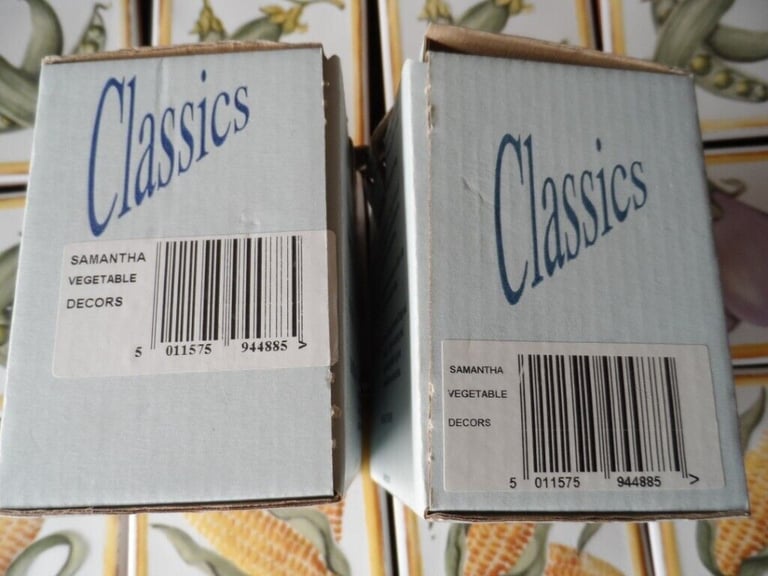 Classics
SAMANTHA
VEGETABLE
DECORS
5 011575 944885 >
Classics
SAMANTHA
VEGETABLE
DECORS
5 011575 944885 >